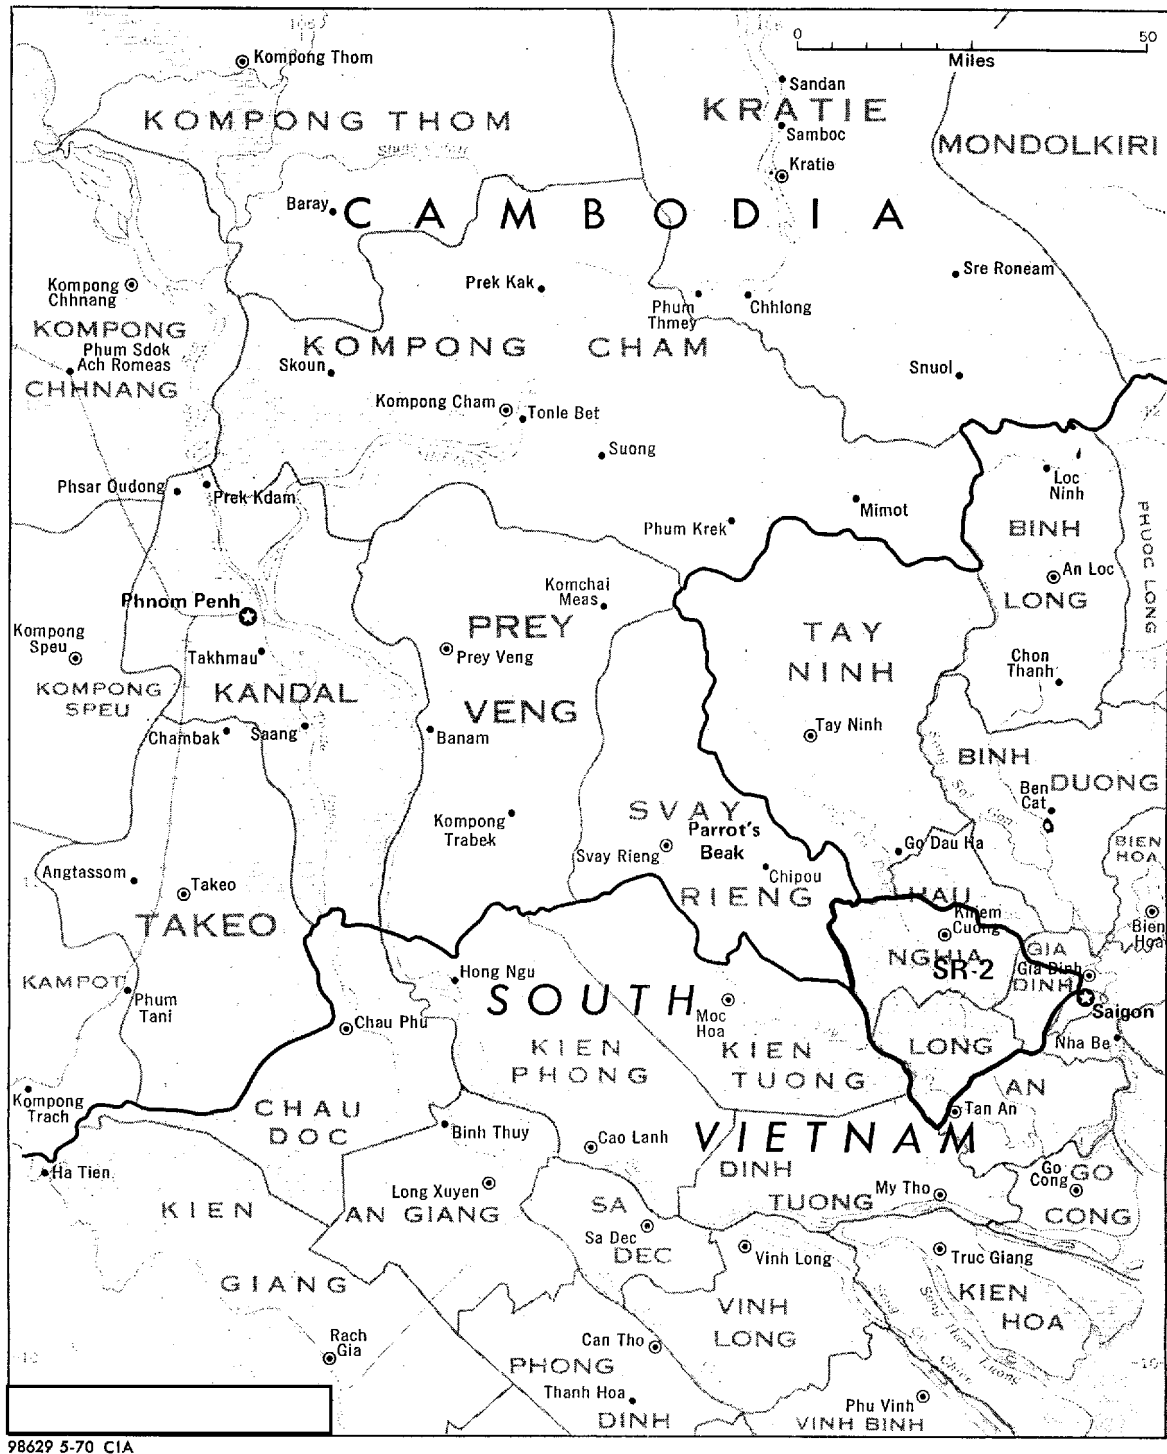 0 50
Miles
Kompong Thom
KOMPONG THOM
Sandan
KRATIE
Samboc
MONDOLKIRI
Kratie
Baray
CAMBODIA
Sre Roneam
Kompong
Chhnang
Prek Kak
Phum
Thmey
Chhlong
KOMPONG
CHHNANG
Phum Sdok
Ach Romeas
KOMPONG CHAM
Skoun
Snuol
Kompong Cham
Tonle Bet
12
Suong
Loc
Ninh
Phsar Oudong
Prek Kdam
Mimot
Phum Krek
BINH
LONG
PHUOC LONG
An Loc
Komchai
Meas
Phnom Penh
PREY
VENG
TAY
NINH
Kompong
Speu
Takhmau
Prey Veng
Chon
Thanh
KOMPONG
SPEU
KANDAL
Chambak
Saang
Banam
Tay Ninh
BINH
DUONG
Ben
Cat
SVAY
RIENG
Kompong
Trabek
Parrot's
Beak
Svay Rieng
Go Dau Ha
BIEN
HOA
Chipou
Angtassom
Takeo
TAKEO
HAU
NGHIA
Khiem
Cuong
Bien
Hoa
SR-2
GIA
DINH
Gia Dinh
KAMPOT
Phum
Tani
Hong Ngu
SOUTH
Moc
Hoa
Saigon
Chau Phu
Nha Be
KIEN
PHONG
KIEN
TUONG
LONG
AN
Kompong
Trach
CHAU
DOC
Tan An
Binh Thuy
Cao Lanh
VIETNAM
Ha Tien
DINH
TUONG
Go
Cong
GO
CONG
Long Xuyen
My Tho
KIEN
GIANG
AN GIANG
SA
DEC
Sa Dec
Vinh Long
Truc Giang
KIEN
HOA
VINH
LONG
Rach
Gia
Can Tho
10
10
PHONG
DINH
Thanh Hoa
Phu Vinh
VINH BINH
98629 5-70 CIA